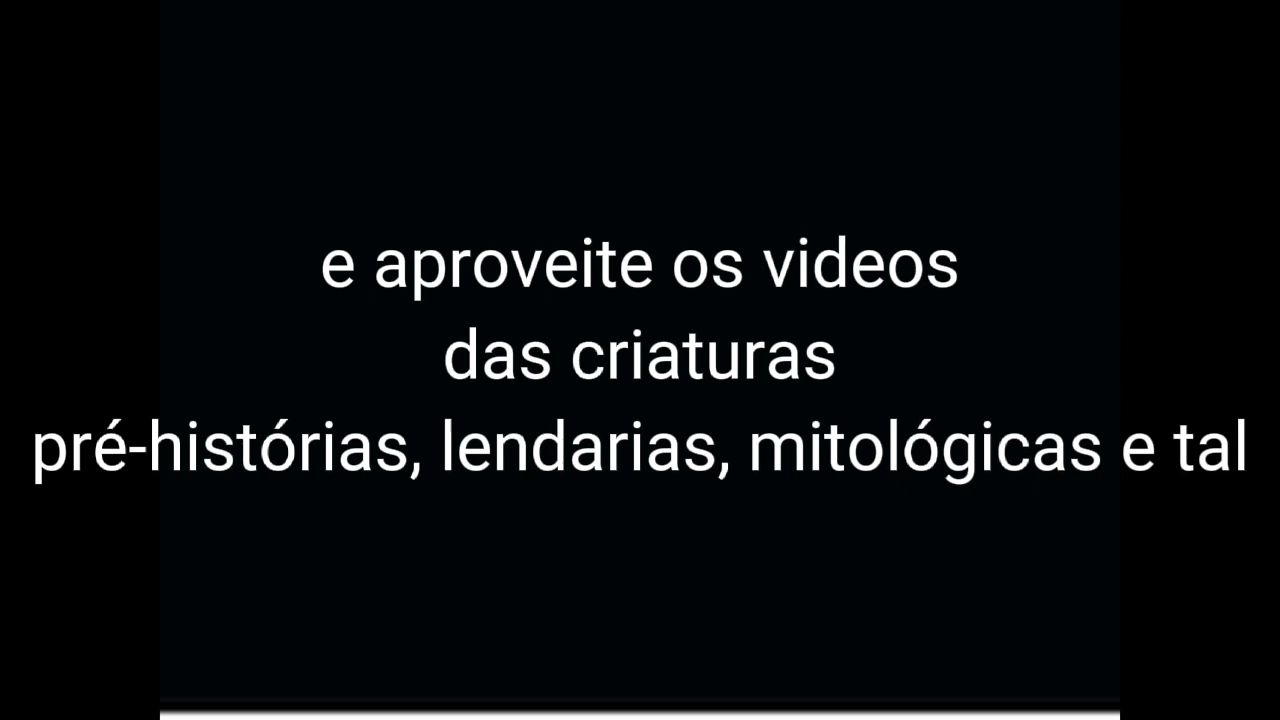 e aproveite os videos
das criaturas
pré-histórias, lendarias, mitológicas e tal